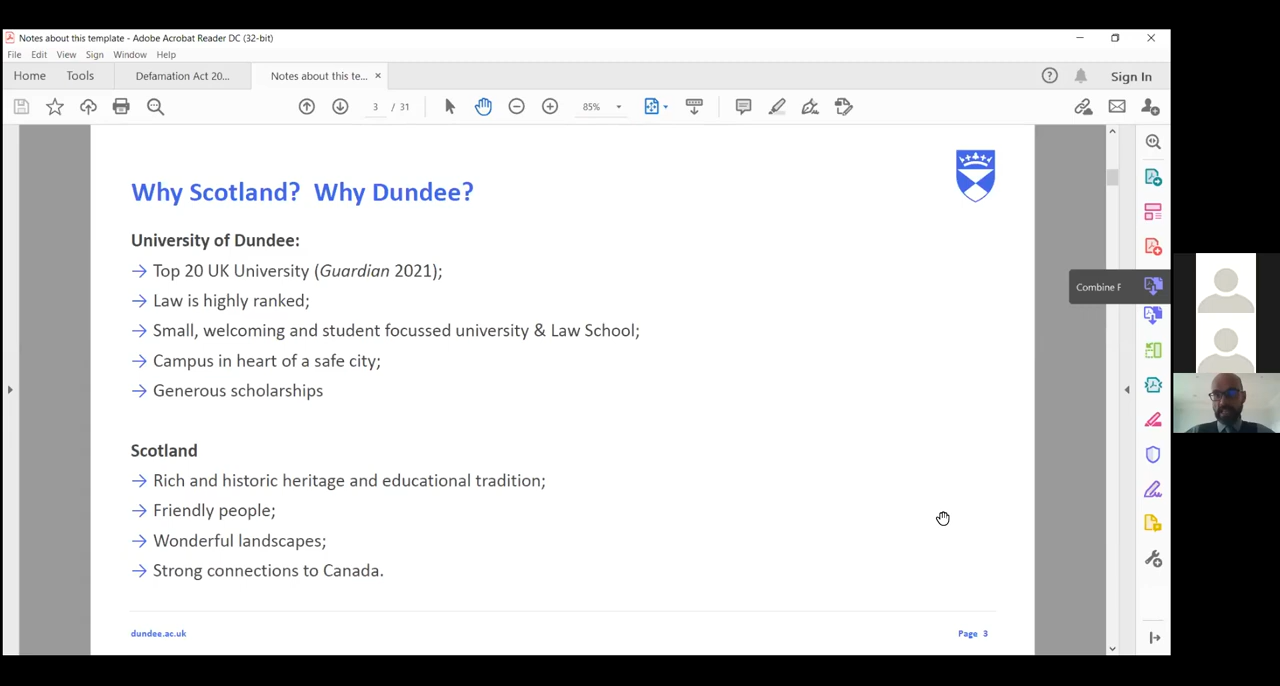 Notes about this template - Adobe Acrobat Reader DC (32-bit)
File Edit View Sign Window Help
Home Tools Defamation Act 20... Notes about this te... × Sign In
3 / 31 85%
Why Scotland? Why Dundee?
University of Dundee:
→ Top 20 UK University (Guardian 2021);
→ Law is highly ranked;
Combine F
→ Small, welcoming and student focussed university & Law School;
→ Campus in heart of a safe city;
→ Generous scholarships
Scotland
→ Rich and historic heritage and educational tradition;
→ Friendly people;
→ Wonderful landscapes;
→ Strong connections to Canada.
dundee.ac.uk Page 3